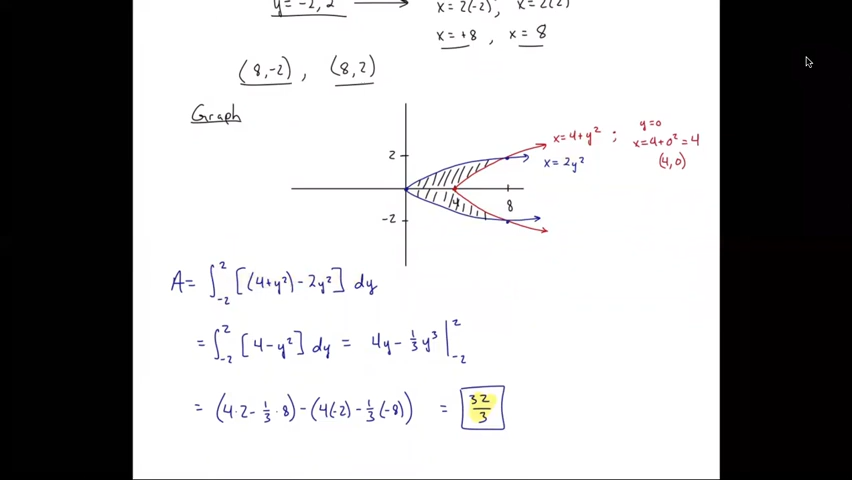 y = -2, 2 → x = 2(-2)², x = 2(2)²
x = +8 , x = 8
(8,-2) , (8,2)
Graph
x = 4+y² ; y=0
x = 4+0² = 4
(4,0)
x = 2y²
2
4
8
-2
A = ∫₋₂² [(4+y²) - 2y²] dy
= ∫₋₂² [4-y²] dy = 4y - 1/3 y³ |₋₂²
= (4·2 - 1/3·8) - (4(-2) - 1/3(-8)) = 32/3